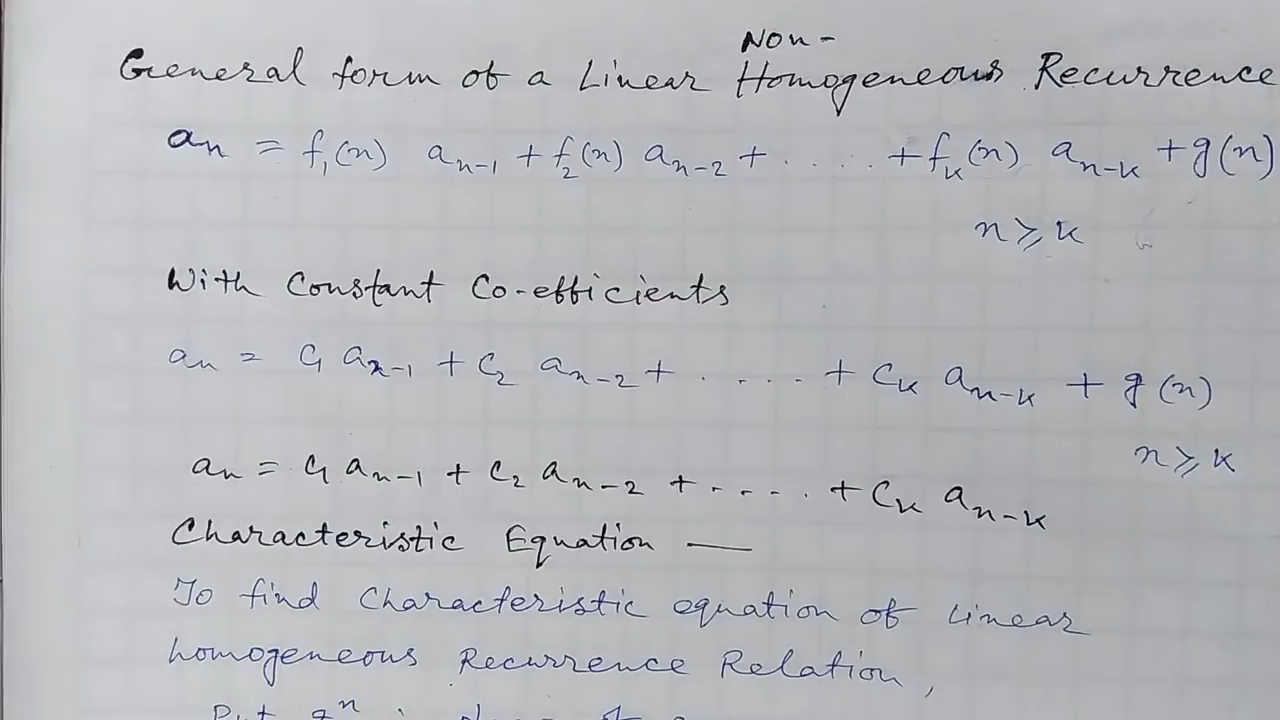 Non-
General form of a Linear Homogeneous Recurrence
aₙ = f₁(n) aₙ₋₁ + f₂(n) aₙ₋₂ + ..... + fₖ(n) aₙ₋ₖ + g(n)
n ≥ k
With Constant Co-efficients
aₙ = c₁ aₙ₋₁ + c₂ aₙ₋₂ + ..... + cₖ aₙ₋ₖ + g(n)
n ≥ k
aₙ = c₁ aₙ₋₁ + c₂ aₙ₋₂ + ..... + cₖ aₙ₋ₖ
Characteristic Equation —
To find Characteristic equation of Linear
homogeneous Recurrence Relation,
Put